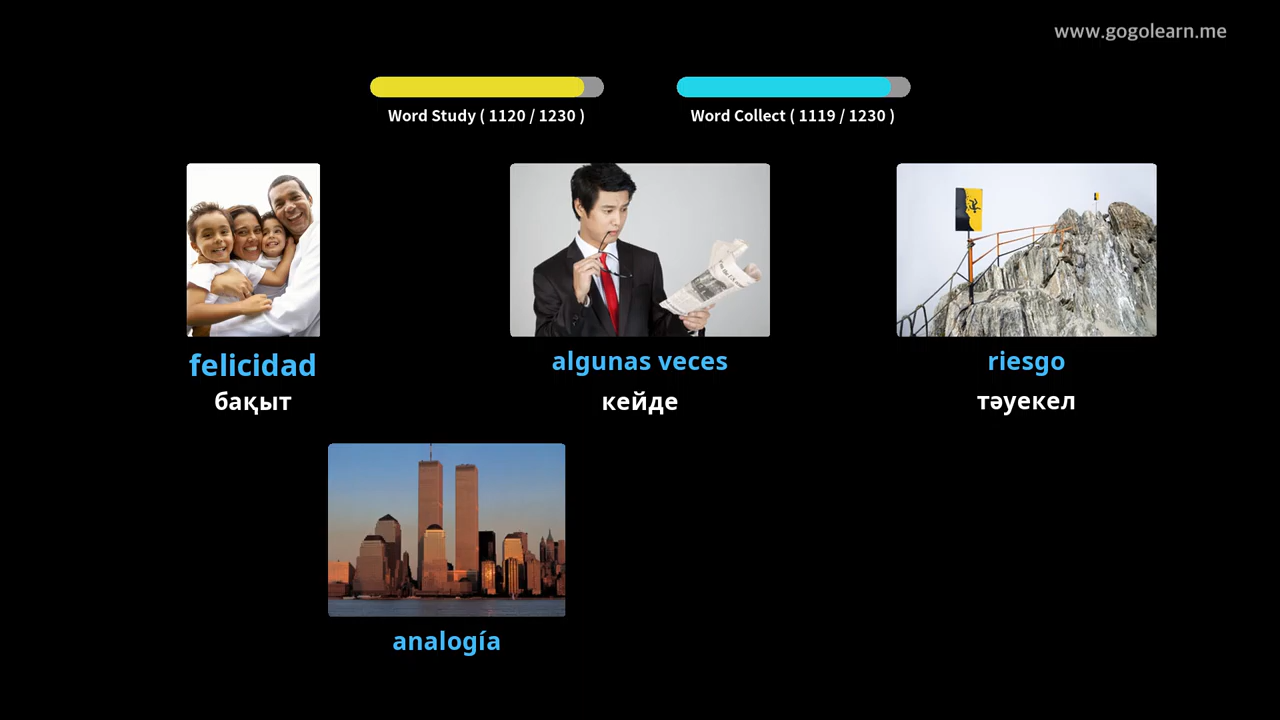 www.gogolearn.me
Word Study ( 1120 / 1230 )
Word Collect ( 1119 / 1230 )
felicidad
algunas veces
riesgo
бақыт
кейде
тәуекел
analogía